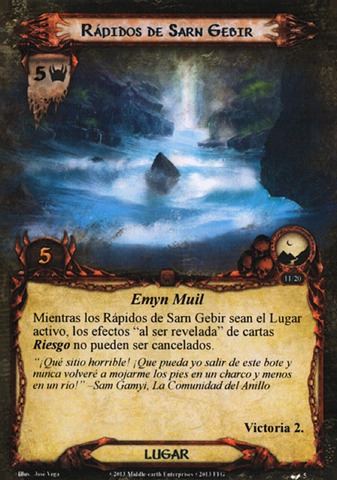 Rápidos de Sarn Gebir
5
5
11/20
Emyn Muil
Mientras los Rápidos de Sarn Gebir sean el Lugar
activo, los efectos “al ser revelada” de cartas
Riesgo no pueden ser cancelados.
“¡Qué sitio horrible! ¡Que pueda yo salir de este bote y
nunca volveré a mojarme los pies en un charco y menos
en un río!” –Sam Gamyi, La Comunidad del Anillo
Victoria 2.
LUGAR
Illus. José Vega ©2013 Middle-earth Enterprises ©2013 FFG 5